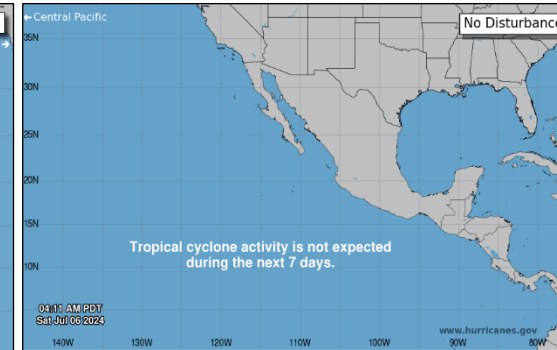 ← Central Pacific
No Disturbance
→
35N
30N
25N
20N
15N
10N
Tropical cyclone activity is not expected
during the next 7 days.
04:11 AM PDT
Sat Jul 06 2024
www.hurricanes.gov
140W 130W 120W 110W 100W 90W 80W